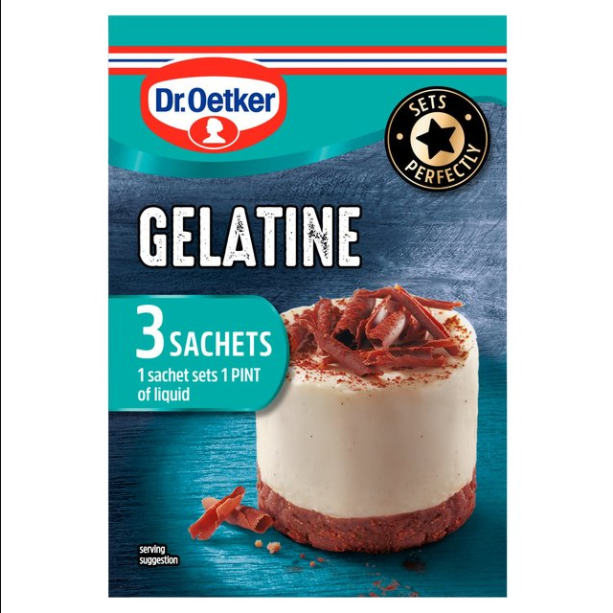 Dr.Oetker
SETS
PERFECTLY
GELATINE
3 SACHETS
1 sachet sets 1 PINT
of liquid
serving
suggestion